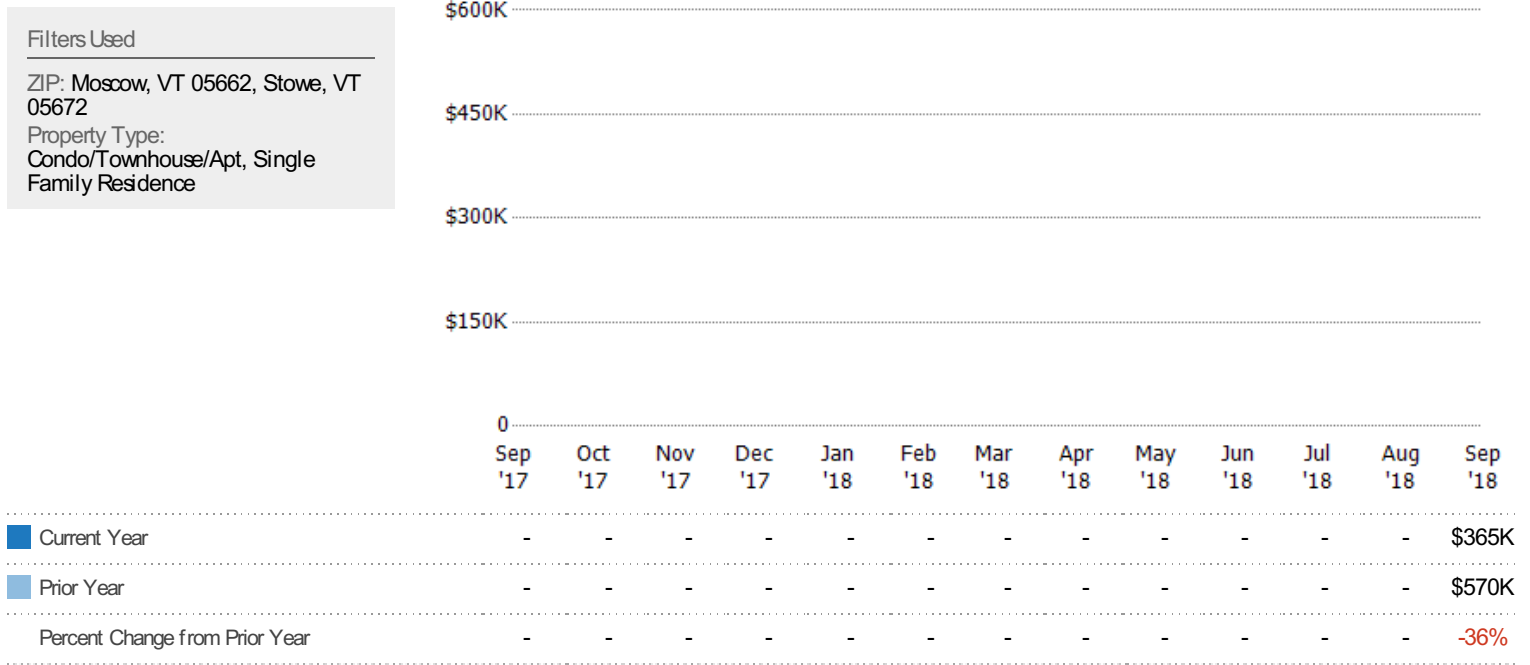 Filters Used
ZIP: Moscow, VT 05662, Stowe, VT
05672
Property Type:
Condo/Townhouse/Apt, Single
Family Residence
$600K
$450K
$300K
$150K
0
Sep Oct Nov Dec Jan Feb Mar Apr May Jun Jul Aug Sep
'17 '17 '17 '17 '18 '18 '18 '18 '18 '18 '18 '18 '18
Current Year - - - - - - - - - - - - $365K
Prior Year - - - - - - - - - - - - $570K
Percent Change from Prior Year - - - - - - - - - - - - -36%